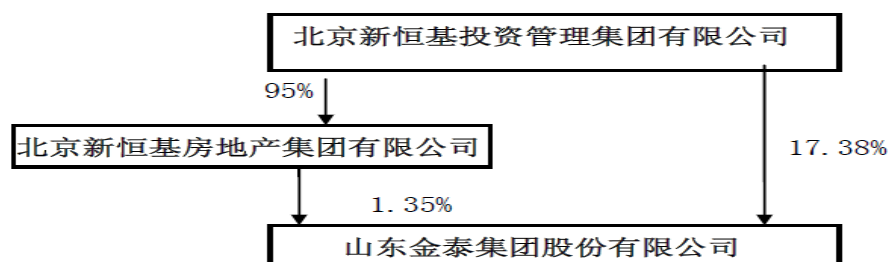 北京新恒基投资管理集团有限公司
95%
北京新恒基房地产集团有限公司
17.38%
1.35%
山东金泰集团股份有限公司